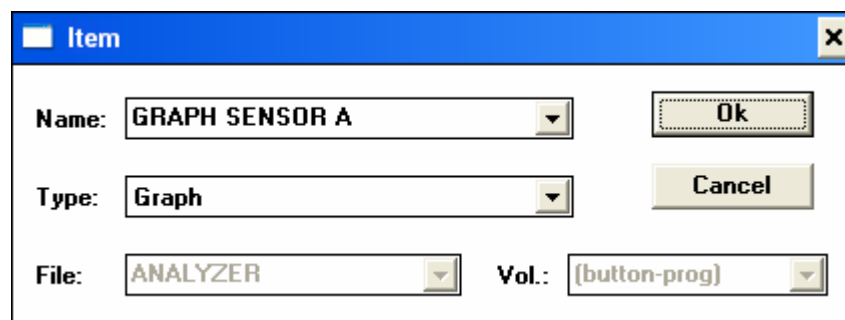 Item
Name: GRAPH SENSOR A Ok
Type: Graph Cancel
File: ANALYZER Vol.: (button-prog)